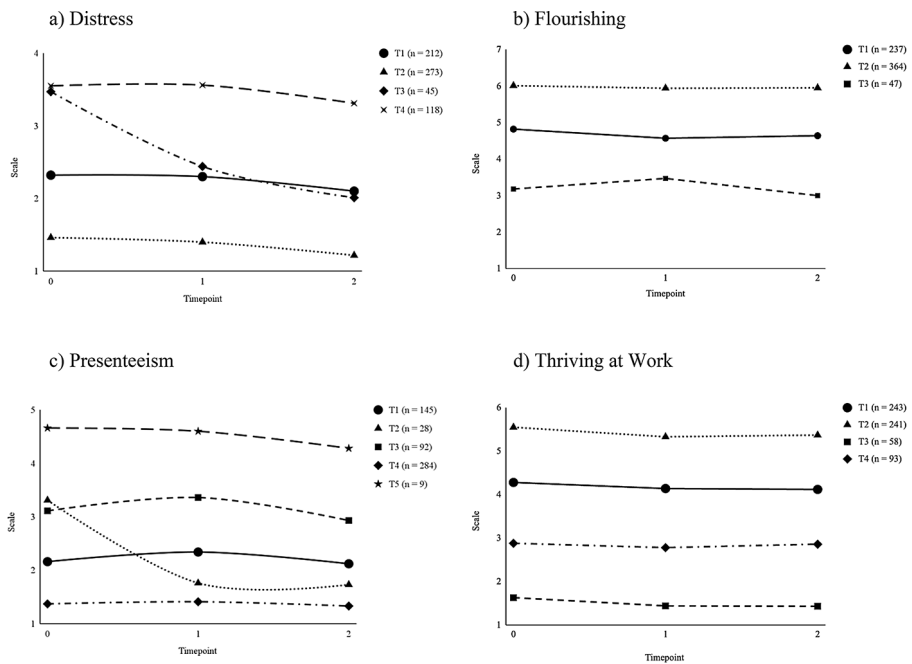 a) Distress
4
3
2
1
Scale
0 1 2
Timepoint
T1 (n = 212)
T2 (n = 273)
T3 (n = 45)
T4 (n = 118)
b) Flourishing
7
6
5
4
3
2
1
Scale
0 1 2
Timepoint
T1 (n = 237)
T2 (n = 364)
T3 (n = 47)
c) Presenteeism
5
4
3
2
1
Scale
0 1 2
Timepoint
T1 (n = 145)
T2 (n = 28)
T3 (n = 92)
T4 (n = 284)
T5 (n = 9)
d) Thriving at Work
6
5
4
3
2
1
Scale
0 1 2
Timepoint
T1 (n = 243)
T2 (n = 241)
T3 (n = 58)
T4 (n = 93)